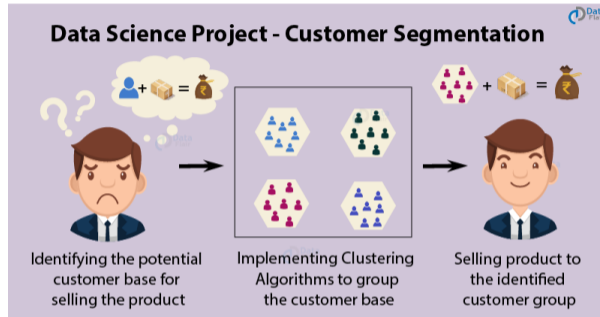 Data
Data Science Project - Customer Segmentation
? ? + = ₹
+ = ₹
Identifying the potential
customer base for
selling the product
Implementing Clustering
Algorithms to group
the customer base
Selling product to
the identified
customer group